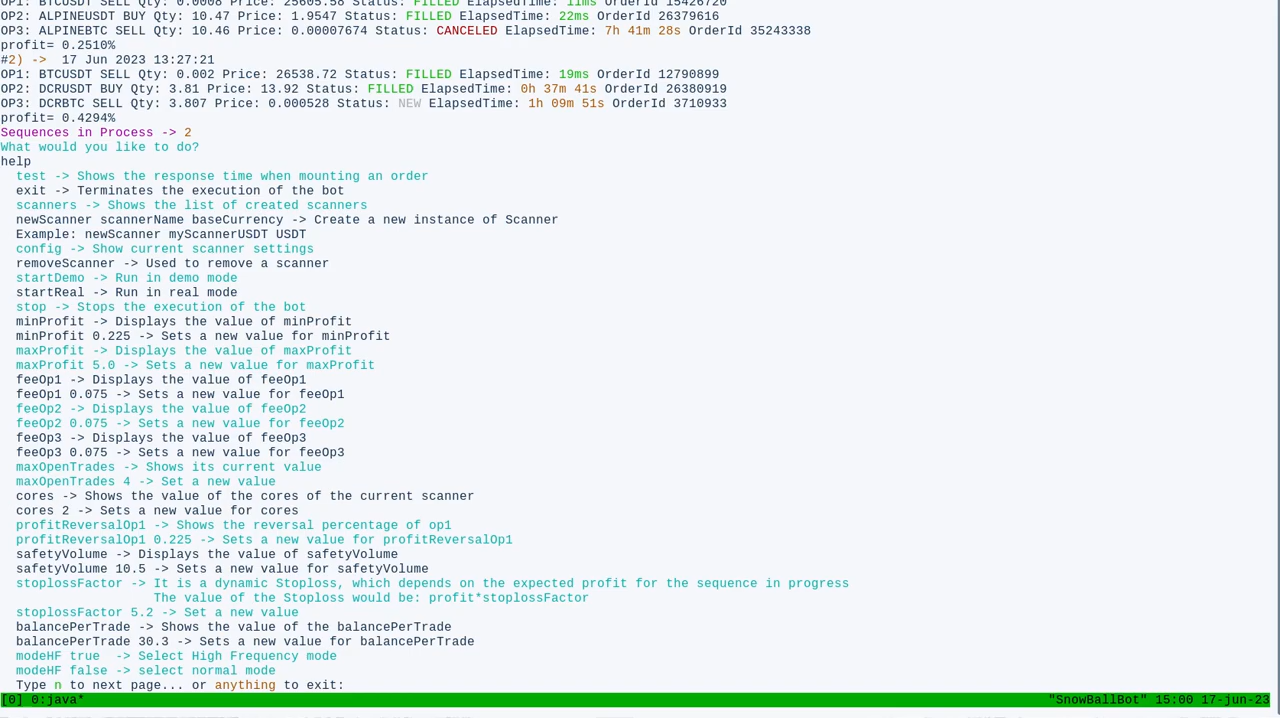 OP1: BTCUSDT SELL Qty: 0.0008 Price: 25605.58 Status: FILLED ElapsedTime: 11ms OrderId 15426720
OP2: ALPINEUSDT BUY Qty: 10.47 Price: 1.9547 Status: FILLED ElapsedTime: 22ms OrderId 26379616
OP3: ALPINEBTC SELL Qty: 10.46 Price: 0.00007674 Status: CANCELED ElapsedTime: 7h 41m 28s OrderId 35243338
profit= 0.2510%
#2) ->  17 Jun 2023 13:27:21
OP1: BTCUSDT SELL Qty: 0.002 Price: 26538.72 Status: FILLED ElapsedTime: 19ms OrderId 12790899
OP2: DCRUSDT BUY Qty: 3.81 Price: 13.92 Status: FILLED ElapsedTime: 0h 37m 41s OrderId 26380919
OP3: DCRBTC SELL Qty: 3.807 Price: 0.000528 Status: NEW ElapsedTime: 1h 09m 51s OrderId 3710933
profit= 0.4294%
Sequences in Process -> 2
What would you like to do?
help
test -> Shows the response time when mounting an order
exit -> Terminates the execution of the bot
scanners -> Shows the list of created scanners
newScanner scannerName baseCurrency -> Create a new instance of Scanner
Example: newScanner myScannerUSDT USDT
config -> Show current scanner settings
removeScanner -> Used to remove a scanner
startDemo -> Run in demo mode
startReal -> Run in real mode
stop -> Stops the execution of the bot
minProfit -> Displays the value of minProfit
minProfit 0.225 -> Sets a new value for minProfit
maxProfit -> Displays the value of maxProfit
maxProfit 5.0 -> Sets a new value for maxProfit
feeOp1 -> Displays the value of feeOp1
feeOp1 0.075 -> Sets a new value for feeOp1
feeOp2 -> Displays the value of feeOp2
feeOp2 0.075 -> Sets a new value for feeOp2
feeOp3 -> Displays the value of feeOp3
feeOp3 0.075 -> Sets a new value for feeOp3
maxOpenTrades -> Shows its current value
maxOpenTrades 4 -> Set a new value
cores -> Shows the value of the cores of the current scanner
cores 2 -> Sets a new value for cores
profitReversalOp1 -> Shows the reversal percentage of op1
profitReversalOp1 0.225 -> Sets a new value for profitReversalOp1
safetyVolume -> Displays the value of safetyVolume
safetyVolume 10.5 -> Sets a new value for safetyVolume
stoplossFactor -> It is a dynamic Stoploss, which depends on the expected profit for the sequence in progress
The value of the Stoploss would be: profit*stoplossFactor
stoplossFactor 5.2 -> Set a new value
balancePerTrade -> Shows the value of the balancePerTrade
balancePerTrade 30.3 -> Sets a new value for balancePerTrade
modeHF true  -> Select High Frequency mode
modeHF false -> select normal mode
Type n to next page... or anything to exit:
[0] 0:java* "SnowBallBot" 15:00 17-jun-23